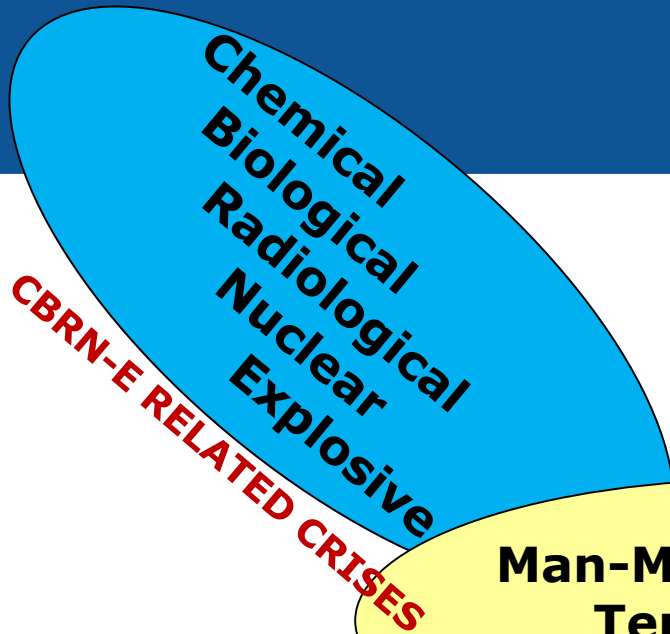 Chemical
Biological
Radiological
Nuclear
Explosive
CBRN-E RELATED CRISES